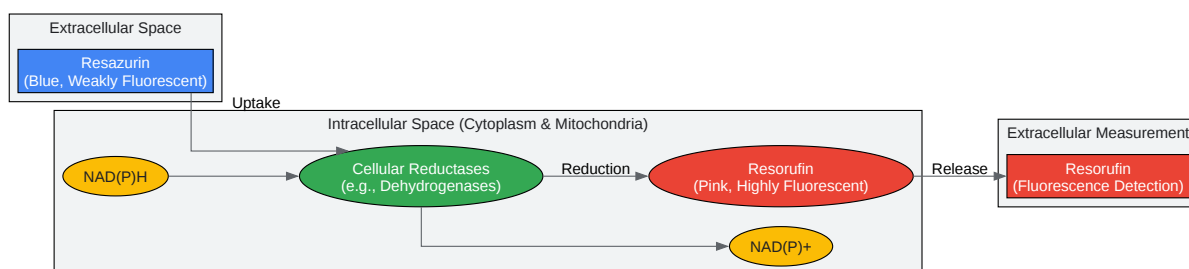 Extracellular Space
Resazurin
(Blue, Weakly Fluorescent)
Uptake
Intracellular Space (Cytoplasm & Mitochondria)
NAD(P)H
Cellular Reductases
(e.g., Dehydrogenases)
Reduction
Resorufin
(Pink, Highly Fluorescent)
NAD(P)+
Release
Extracellular Measurement
Resorufin
(Fluorescence Detection)